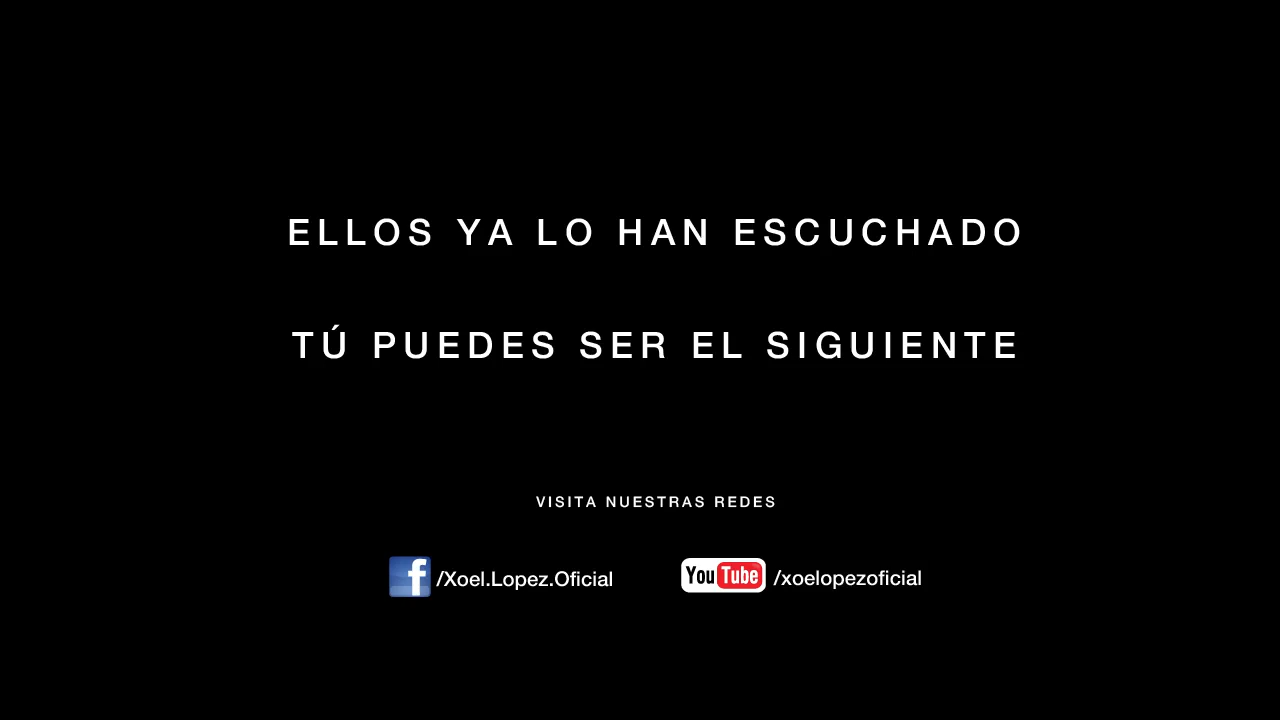 ELLOS YA LO HAN ESCUCHADO
TÚ PUEDES SER EL SIGUIENTE
VISITA NUESTRAS REDES
f /Xoel.Lopez.Oficial
YouTube /xoelopezoficial